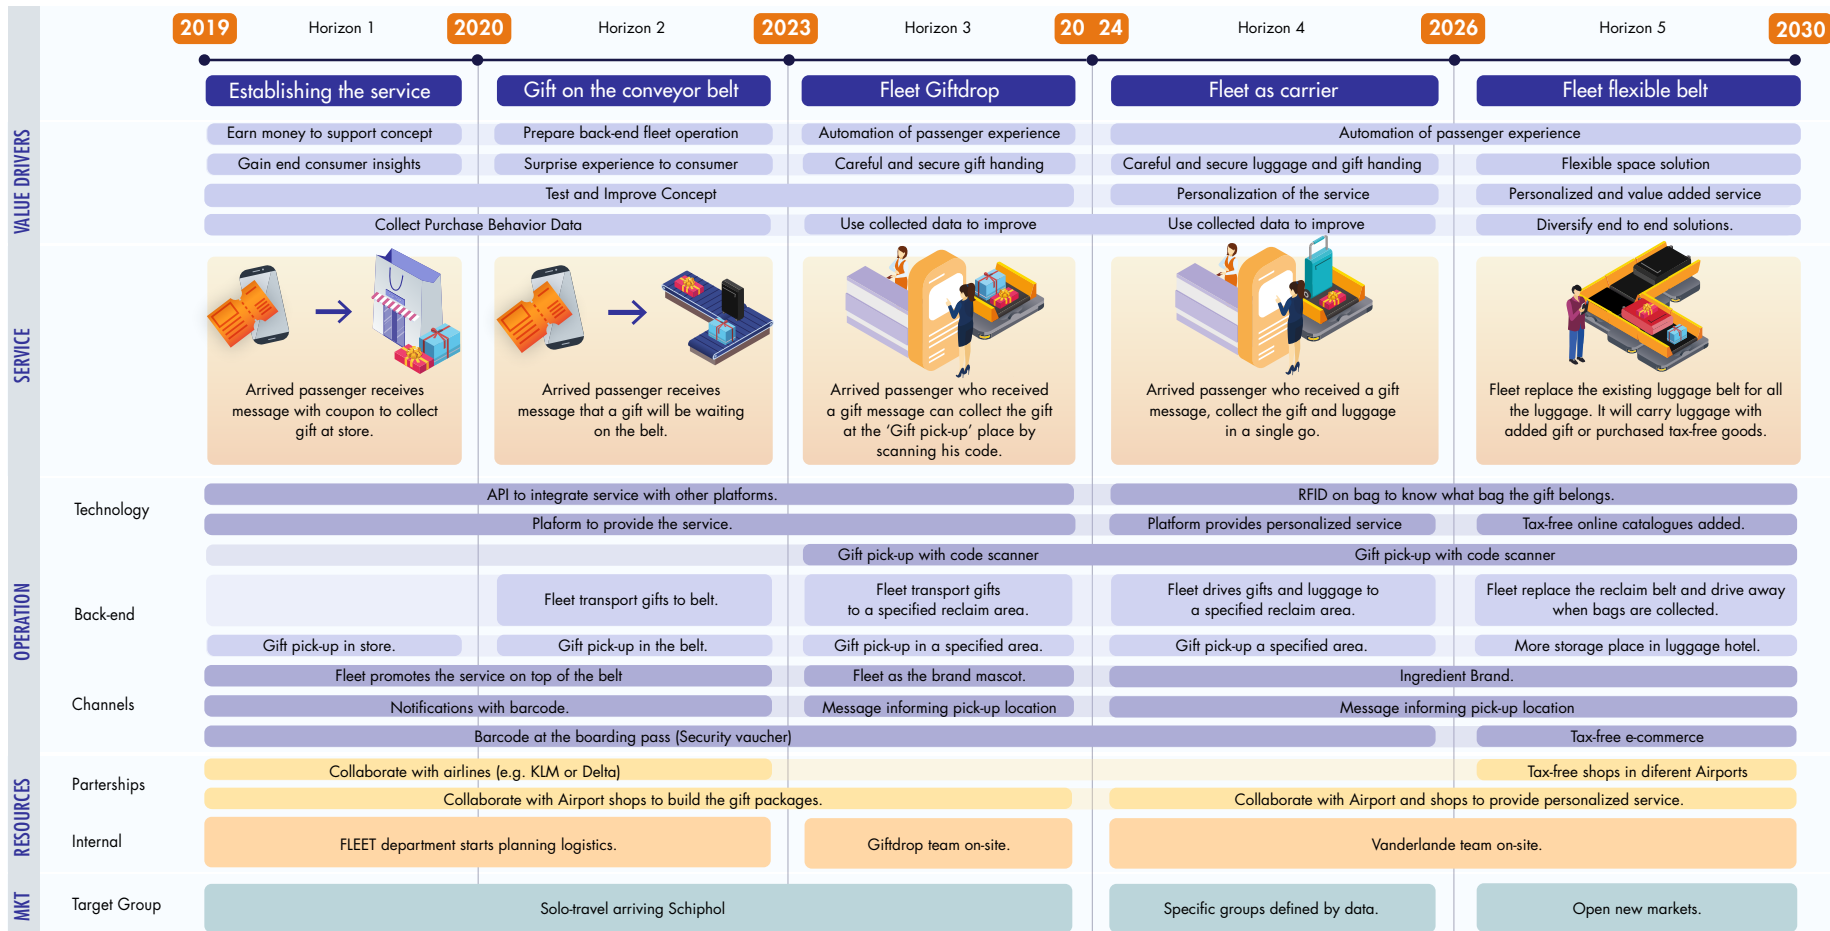 2019
Horizon 1
2020
Horizon 2
2023
Horizon 3
20 24
Horizon 4
2026
Horizon 5
2030
Establishing the service
Gift on the conveyor belt
Fleet Giftdrop
Fleet as carrier
Fleet flexible belt
VALUE DRIVERS
Earn money to support concept
Prepare back-end fleet operation
Automation of passenger experience
Automation of passenger experience
Gain end consumer insights
Surprise experience to consumer
Careful and secure gift handing
Careful and secure luggage and gift handing
Flexible space solution
Test and Improve Concept
Personalization of the service
Personalized and value added service
Collect Purchase Behavior Data
Use collected data to improve
Use collected data to improve
Diversify end to end solutions.
SERVICE
Arrived passenger receives
message with coupon to collect
gift at store.
Arrived passenger receives
message that a gift will be waiting
on the belt.
Arrived passenger who received
a gift message can collect the gift
at the ‘Gift pick-up’ place by
scanning his code.
Arrived passenger who received a gift
message, collect the gift and luggage
in a single go.
Fleet replace the existing luggage belt for all
the luggage. It will carry luggage with
added gift or purchased tax-free goods.
OPERATION
Technology
API to integrate service with other platforms.
RFID on bag to know what bag the gift belongs.
Plaform to provide the service.
Platform provides personalized service
Tax-free online catalogues added.
Gift pick-up with code scanner
Gift pick-up with code scanner
Back-end
Fleet transport gifts to belt.
Fleet transport gifts
to a specified reclaim area.
Fleet drives gifts and luggage to
a specified reclaim area.
Fleet replace the reclaim belt and drive away
when bags are collected.
Gift pick-up in store.
Gift pick-up in the belt.
Gift pick-up in a specified area.
Gift pick-up a specified area.
More storage place in luggage hotel.
Channels
Fleet promotes the service on top of the belt
Fleet as the brand mascot.
Ingredient Brand.
Notifications with barcode.
Message informing pick-up location
Message informing pick-up location
Barcode at the boarding pass (Security vaucher)
Tax-free e-commerce
RESOURCES
Parterships
Collaborate with airlines (e.g. KLM or Delta)
Tax-free shops in diferent Airports
Collaborate with Airport shops to build the gift packages.
Collaborate with Airport and shops to provide personalized service.
Internal
FLEET department starts planning logistics.
Giftdrop team on-site.
Vanderlande team on-site.
MKT
Target Group
Solo-travel arriving Schiphol
Specific groups defined by data.
Open new markets.